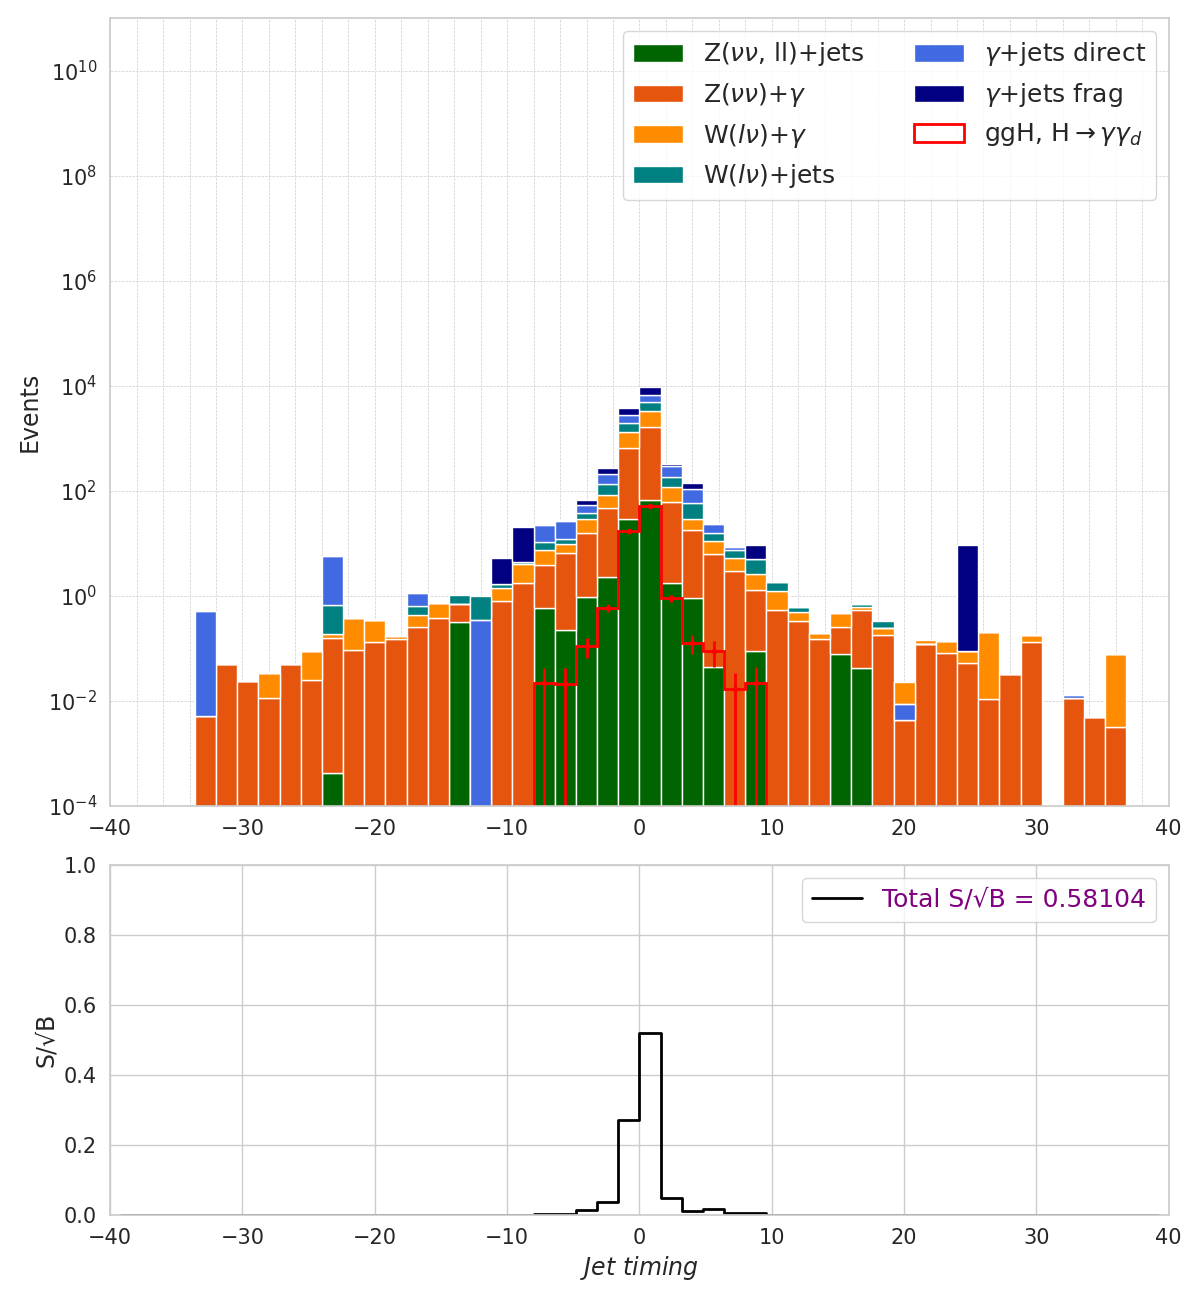 Z(νν, ll)+jets
Z(νν)+γ
W(lν)+γ
W(lν)+jets
γ+jets direct
γ+jets frag
ggH, H→γγ_d
Events
10^10
10^8
10^6
10^4
10^2
10^0
10^−2
10^−4
−40 −30 −20 −10 0 10 20 30 40
Total S/√B = 0.58104
S/√B
1.0
0.8
0.6
0.4
0.2
0.0
−40 −30 −20 −10 0 10 20 30 40
Jet timing